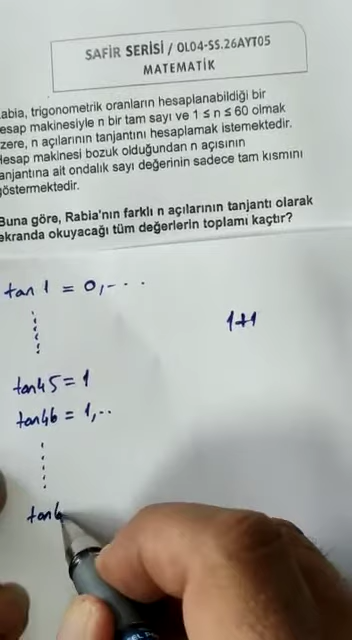 SAFİR SERİSİ / OL04-SS.26AYT05
MATEMATİK
abia, trigonometrik oranların hesaplanabildiği bir
esap makinesiyle n bir tam sayı ve 1 ≤ n ≤ 60 olmak
zere, n açılarının tanjantını hesaplamak istemektedir.
Hesap makinesi bozuk olduğundan n açısının
anjantına ait ondalık sayı değerinin sadece tam kısmını
göstermektedir.
Buna göre, Rabia'nın farklı n açılarının tanjantı olarak
ekranda okuyacağı tüm değerlerin toplamı kaçtır?
tan 1 = 0,...
1+1
tan45 = 1
tan46 = 1,..
tan6